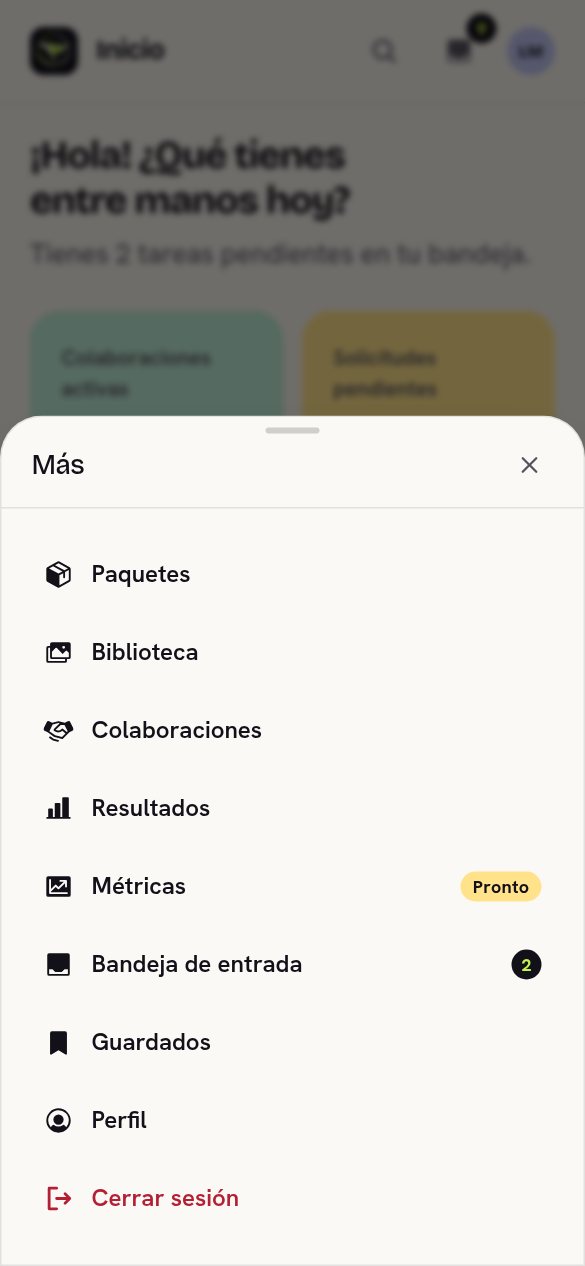 Inicio
LM
¡Hola! ¿Qué tienes
entre manos hoy?
Tienes 2 tareas pendientes en tu bandeja.
Colaboraciones
activas
Solicitudes
pendientes
Más
Paquetes
Biblioteca
Colaboraciones
Resultados
Métricas
Pronto
Bandeja de entrada
2
Guardados
Perfil
Cerrar sesión